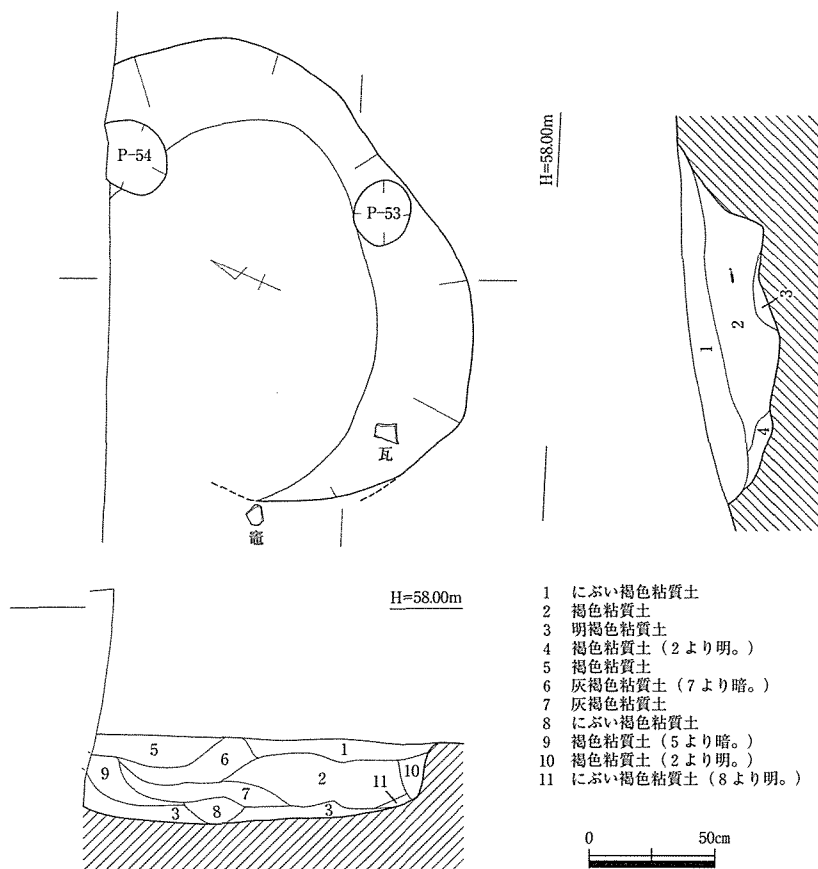 P-54
P-53
瓦
竈
H=58.00m
1
2
3
4
H=58.00m
5
6
1
9
2
10
7
11
3
8
3
1 にぶい褐色粘質土
2 褐色粘質土
3 明褐色粘質土
4 褐色粘質土（2より明。）
5 褐色粘質土
6 灰褐色粘質土（7より暗。）
7 灰褐色粘質土
8 にぶい褐色粘質土
9 褐色粘質土（5より暗。）
10 褐色粘質土（2より明。）
11 にぶい褐色粘質土（8より明。）
0 50cm